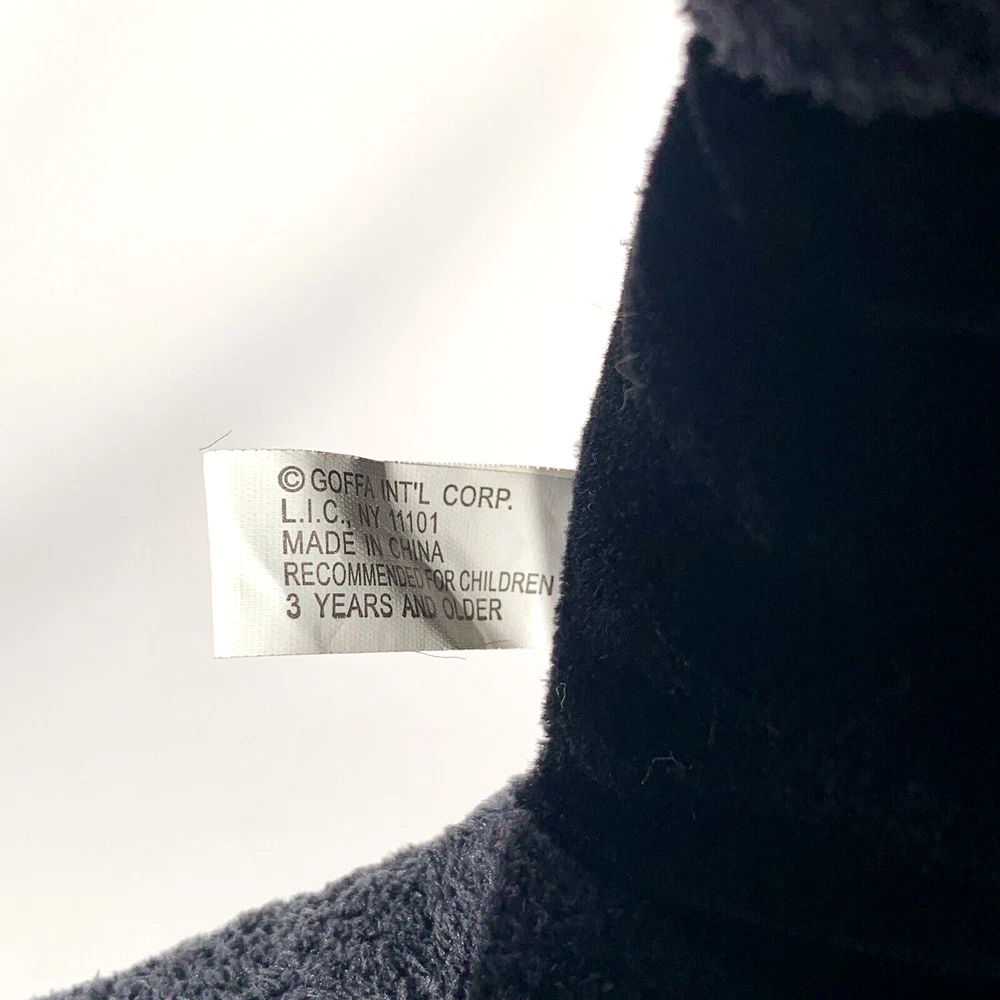 © GOFFA INT'L CORP.
L.I.C., NY 11101
MADE IN CHINA
RECOMMENDED FOR CHILDREN
3 YEARS AND OLDER